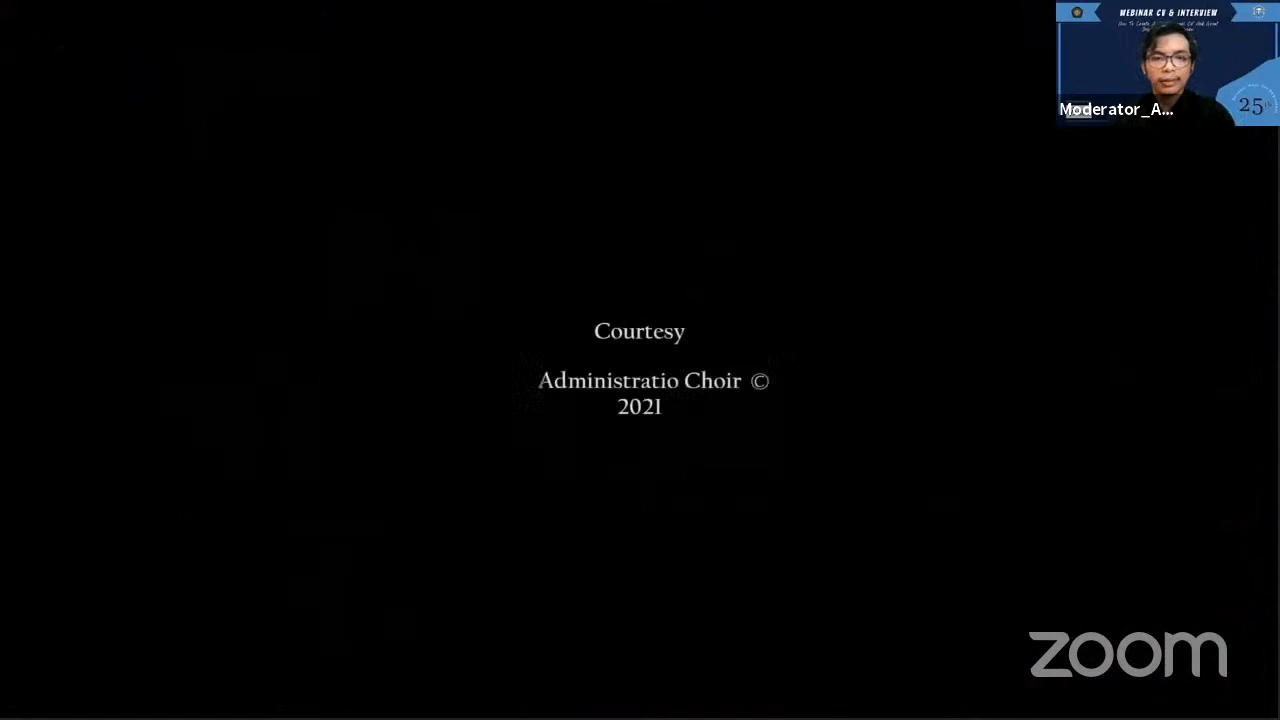 WEBINAR CV & INTERVIEW
Moderator_A...
25
Courtesy
Administratio Choir ©
2021
zoom